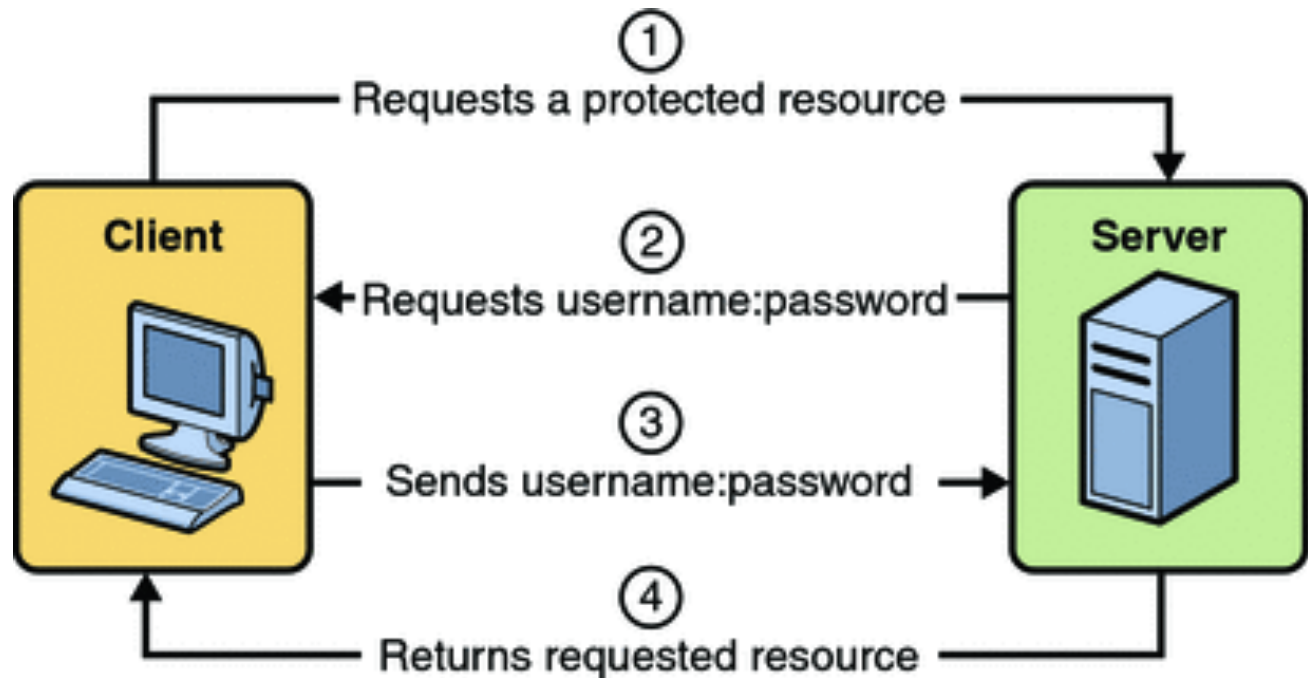 1
Requests a protected resource
Client
Server
2
Requests username:password
3
Sends username:password
4
Returns requested resource